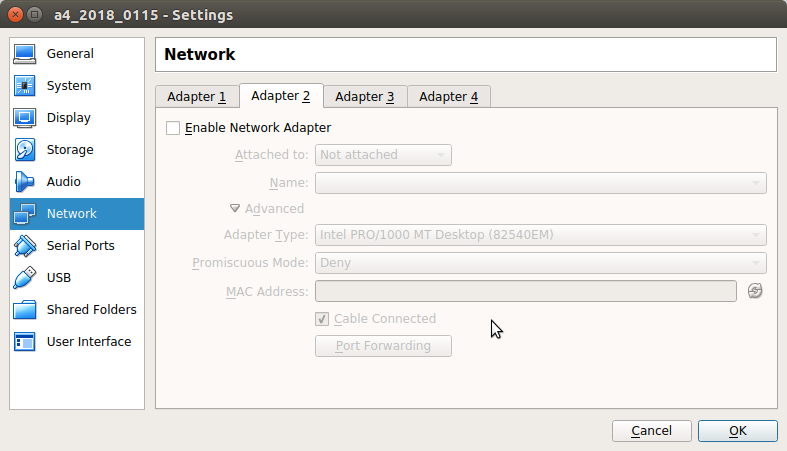 a4_2018_0115 - Settings
General
System
Display
Storage
Audio
Network
Serial Ports
USB
Shared Folders
User Interface
Network
Adapter 1 Adapter 2 Adapter 3 Adapter 4
Enable Network Adapter
Attached to: Not attached
Name:
Advanced
Adapter Type: Intel PRO/1000 MT Desktop (82540EM)
Promiscuous Mode: Deny
MAC Address:
Cable Connected
Port Forwarding
Cancel OK